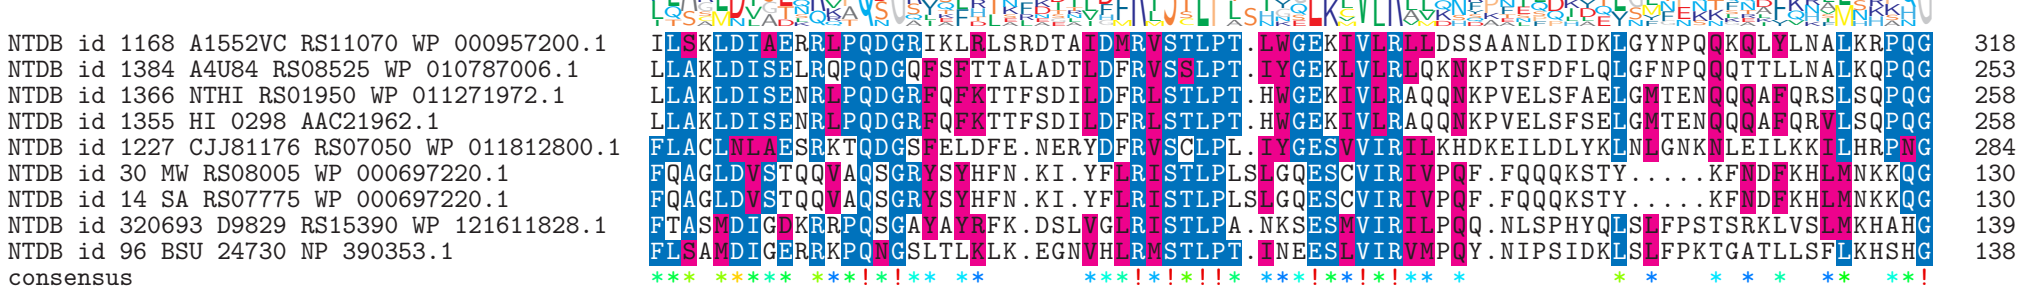 NTDB id 1168 A1552VC RS11070 WP 000957200.1 ILSKLDIAERRLPQDGRIKLRLSRDTAIDMRVSTLPT.LWGEKIVLRLLDSSAANLDIDKLGYNPQQKQLYLNALKRPQG 318
NTDB id 1384 A4U84 RS08525 WP 010787006.1 LLAKLDISELRQPQDGQFSFTTALADTLDFRVSSLPT.IYGEKLVLRLQKNKPTSFDFLQLGFNPQQQTTLLNALKQPQG 253
NTDB id 1366 NTHI RS01950 WP 011271972.1 LLAKLDISENRLPQDGRFQFKTTFSDILDFRLSTLPT.HWGEKIVLRAQQNKPVELSFAELGMTENQQQAFQRSLSQPQG 258
NTDB id 1355 HI 0298 AAC21962.1 LLAKLDISENRLPQDGRFQFKTTFSDILDFRLSTLPT.HWGEKIVLRAQQNKPVELSFSELGMTENQQQAFQRVLSQPQG 258
NTDB id 1227 CJJ81176 RS07050 WP 011812800.1 FLACLNLAESRKTQDGSFELDFE.NERYDFRVSCLPL.IYGESVVIRILKHDKEILDLYKLNLGNKNLEILKKILHRPNG 284
NTDB id 30 MW RS08005 WP 000697220.1 FQAGLDVSTQQVAQSGRYSYHFN.KI.YFLRISTLPLSLGQESCVIRIVPQF.FQQQKSTY.....KFNDFKHLMNKKQG 130
NTDB id 14 SA RS07775 WP 000697220.1 FQAGLDVSTQQVAQSGRYSYHFN.KI.YFLRISTLPLSLGQESCVIRIVPQF.FQQQKSTY.....KFNDFKHLMNKKQG 130
NTDB id 320693 D9829 RS15390 WP 121611828.1 FTASMDIGDKRRPQSGAYAYRFK.DSLVGLRISTLPA.NKSESMVIRILPQQ.NLSPHYQLSLFPSTSRKLVSLMKHAHG 139
NTDB id 96 BSU 24730 NP 390353.1 FLSAMDIGERRKPQNGSLTLKLK.EGNVHLRMSTLPT.INEESLVIRVMPQY.NIPSIDKLSLFPKTGATLLSFLKHSHG 138
consensus *** ***** ****!*!** ** ***!*!*!!* ****!**!*!** * * * * * * ** **!